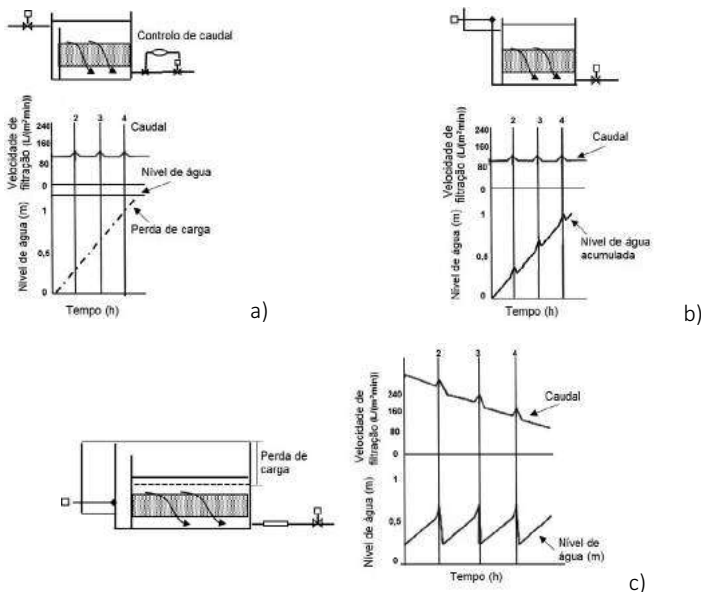 Controlo de caudal
Velocidade de
filtração (L/(m²min))
240
160
80
0
2 3 4
Caudal
Nível de água
Perda de carga
Nível de água (m)
1
0,5
0
Tempo (h)
a)
Velocidade de
filtração (L/(m²min))
240
160
80
0
2 3 4
Caudal
Nível de água (m)
1
0,5
0
Nível de água
acumulada
Tempo (h)
b)
Perda de
carga
Velocidade de
filtração (L/(m²min))
240
160
80
0
2 3 4
Caudal
Nível de água (m)
1
0,5
0
Nível de
água (m)
Tempo (h)
c)